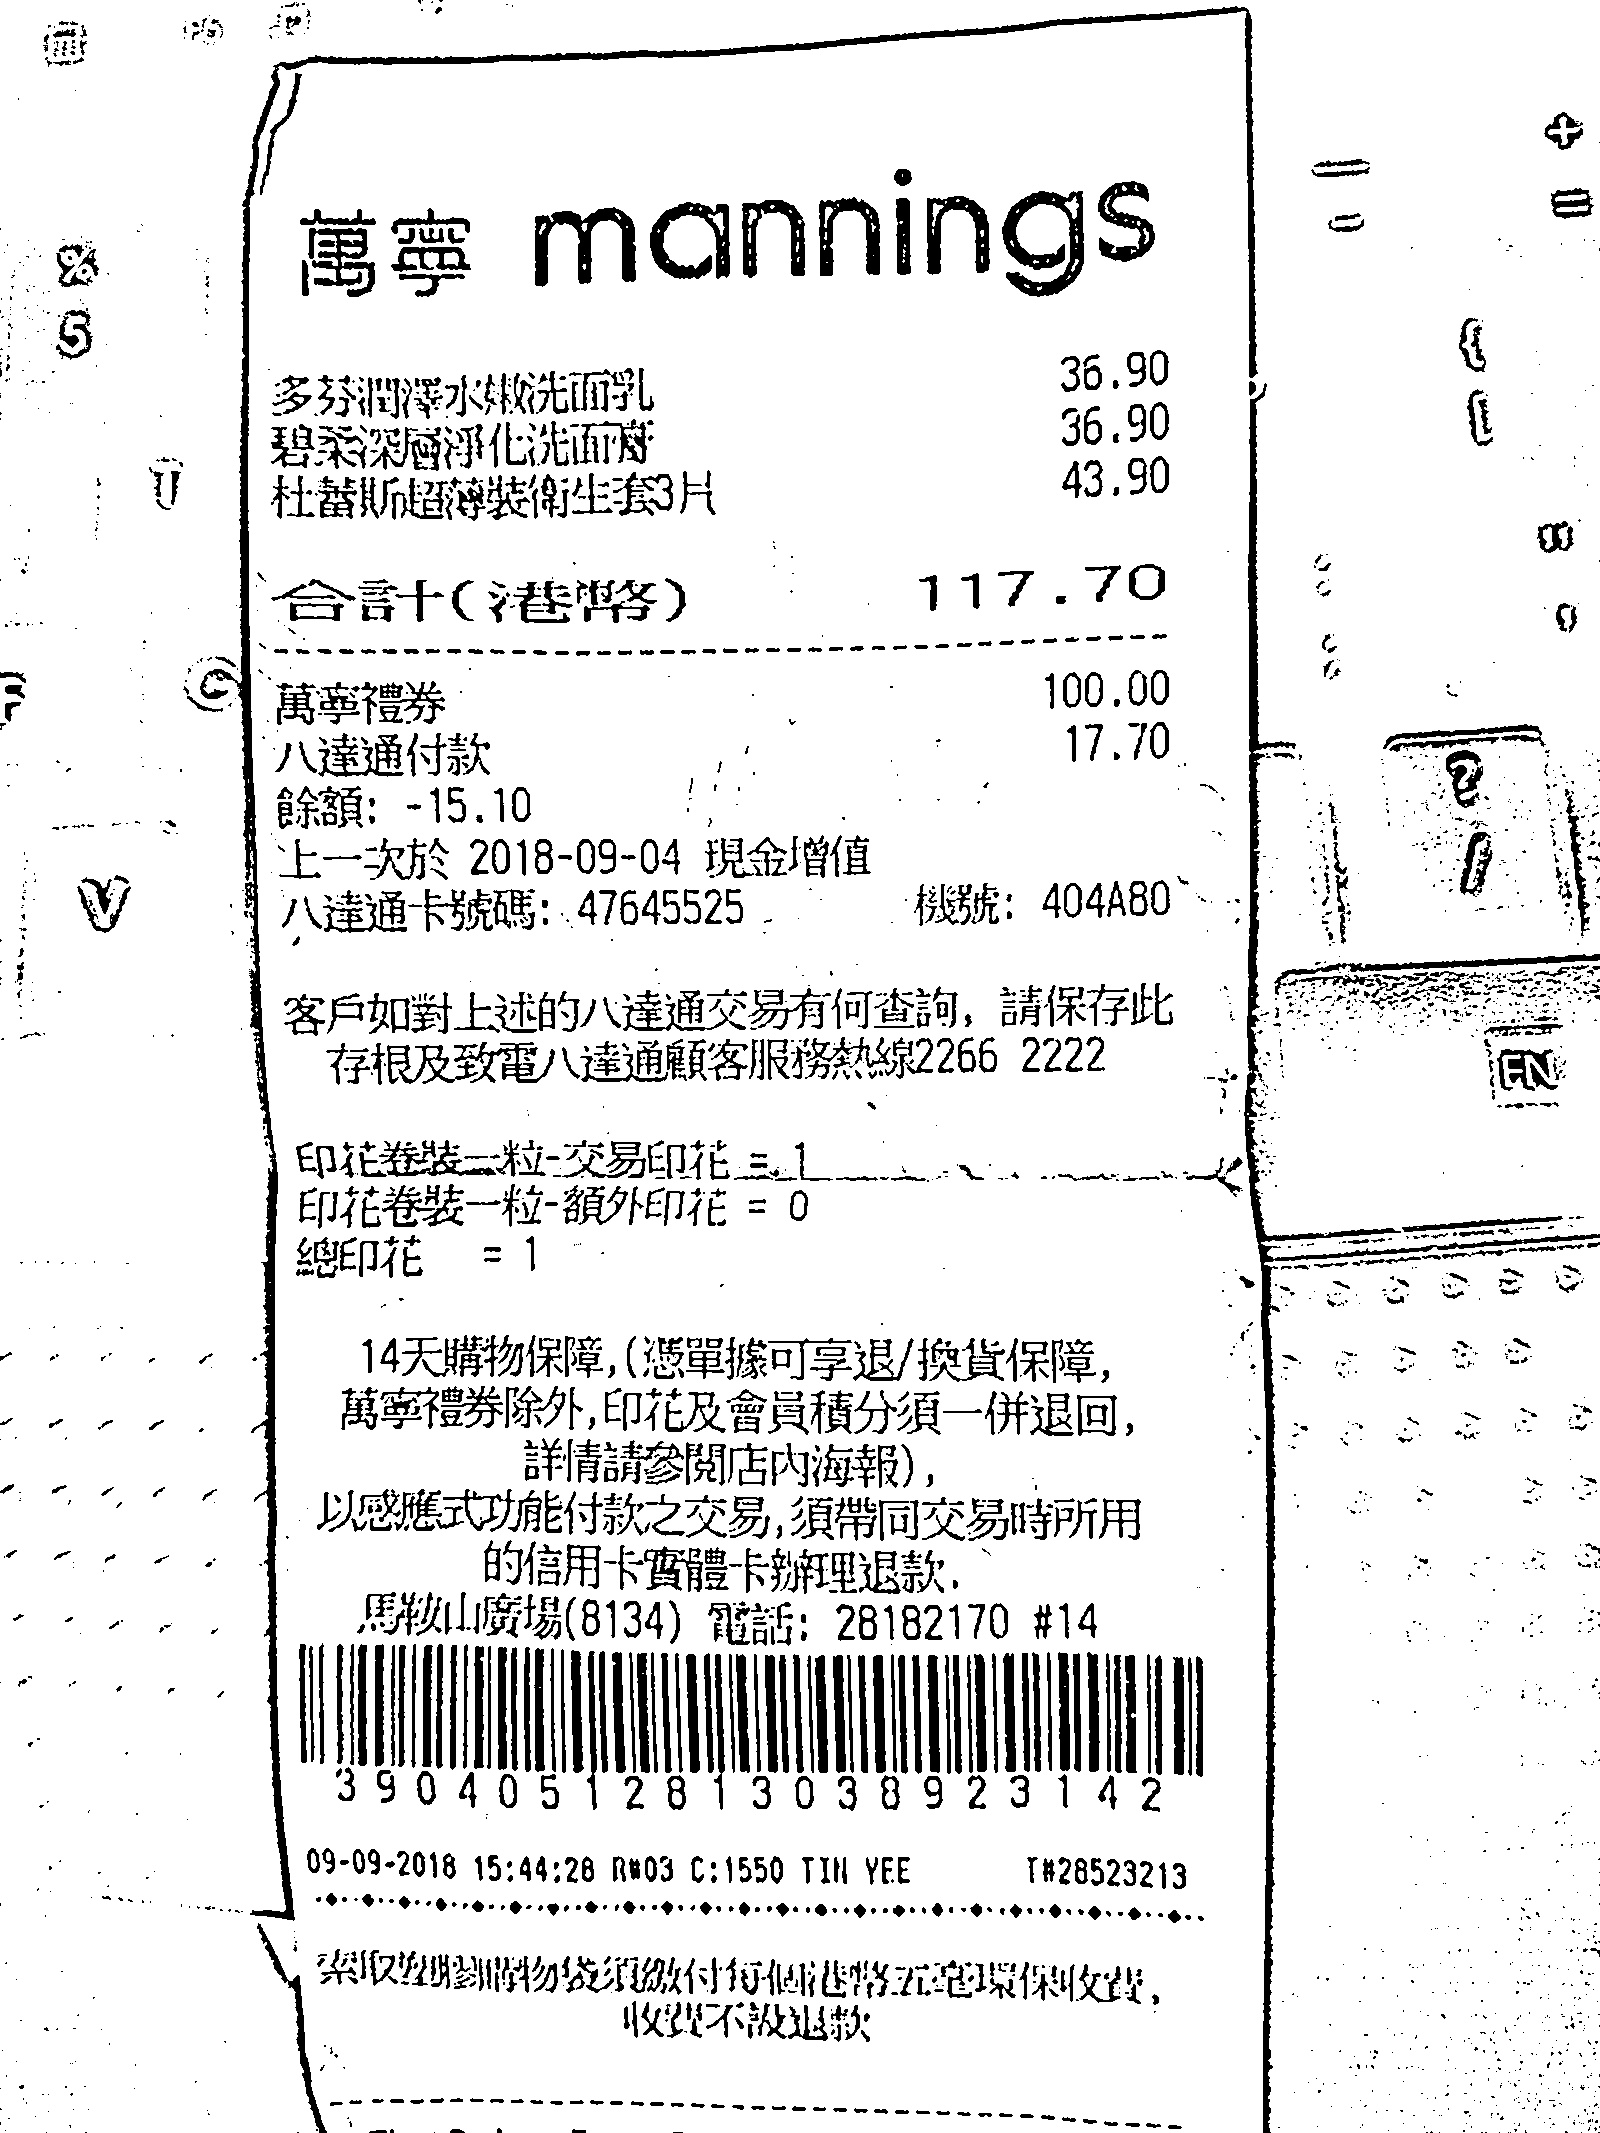 萬寧 mannings
多芬潤澤水嫩洗面乳 36.90
碧柔深層淨化洗面膏 36.90
杜蕾斯超薄裝衛生套3片 43.90
合計(港幣) 117.70
萬寧禮券 100.00
八達通付款 17.70
餘額: -15.10
上一次於 2018-09-04 現金增值
八達通卡號碼: 47645525 機號: 404A80
客戶如對上述的八達通交易有何查詢, 請保存此
存根及致電八達通顧客服務熱線2266 2222
印花卷裝一粒-交易印花 = 1
印花卷裝一粒-額外印花 = 0
總印花 = 1
14天購物保障,(憑單據可享退/換貨保障,
萬寧禮券除外,印花及會員積分須一併退回,
詳情請參閱店內海報),
以感應式功能付款之交易,須帶同交易時所用
的信用卡實體卡辦理退款.
馬鞍山廣場(8134) 電話: 28182170 #14
39040512813038923142
09-09-2018 15:44:28 R#03 C:1550 TIN YEE T#28523213
索取塑膠購物袋須繳付每個港幣五毫環保收費,
收費不設退款
%
5
U
C
F
V
+
=
{
[
"
'
?
/
EN